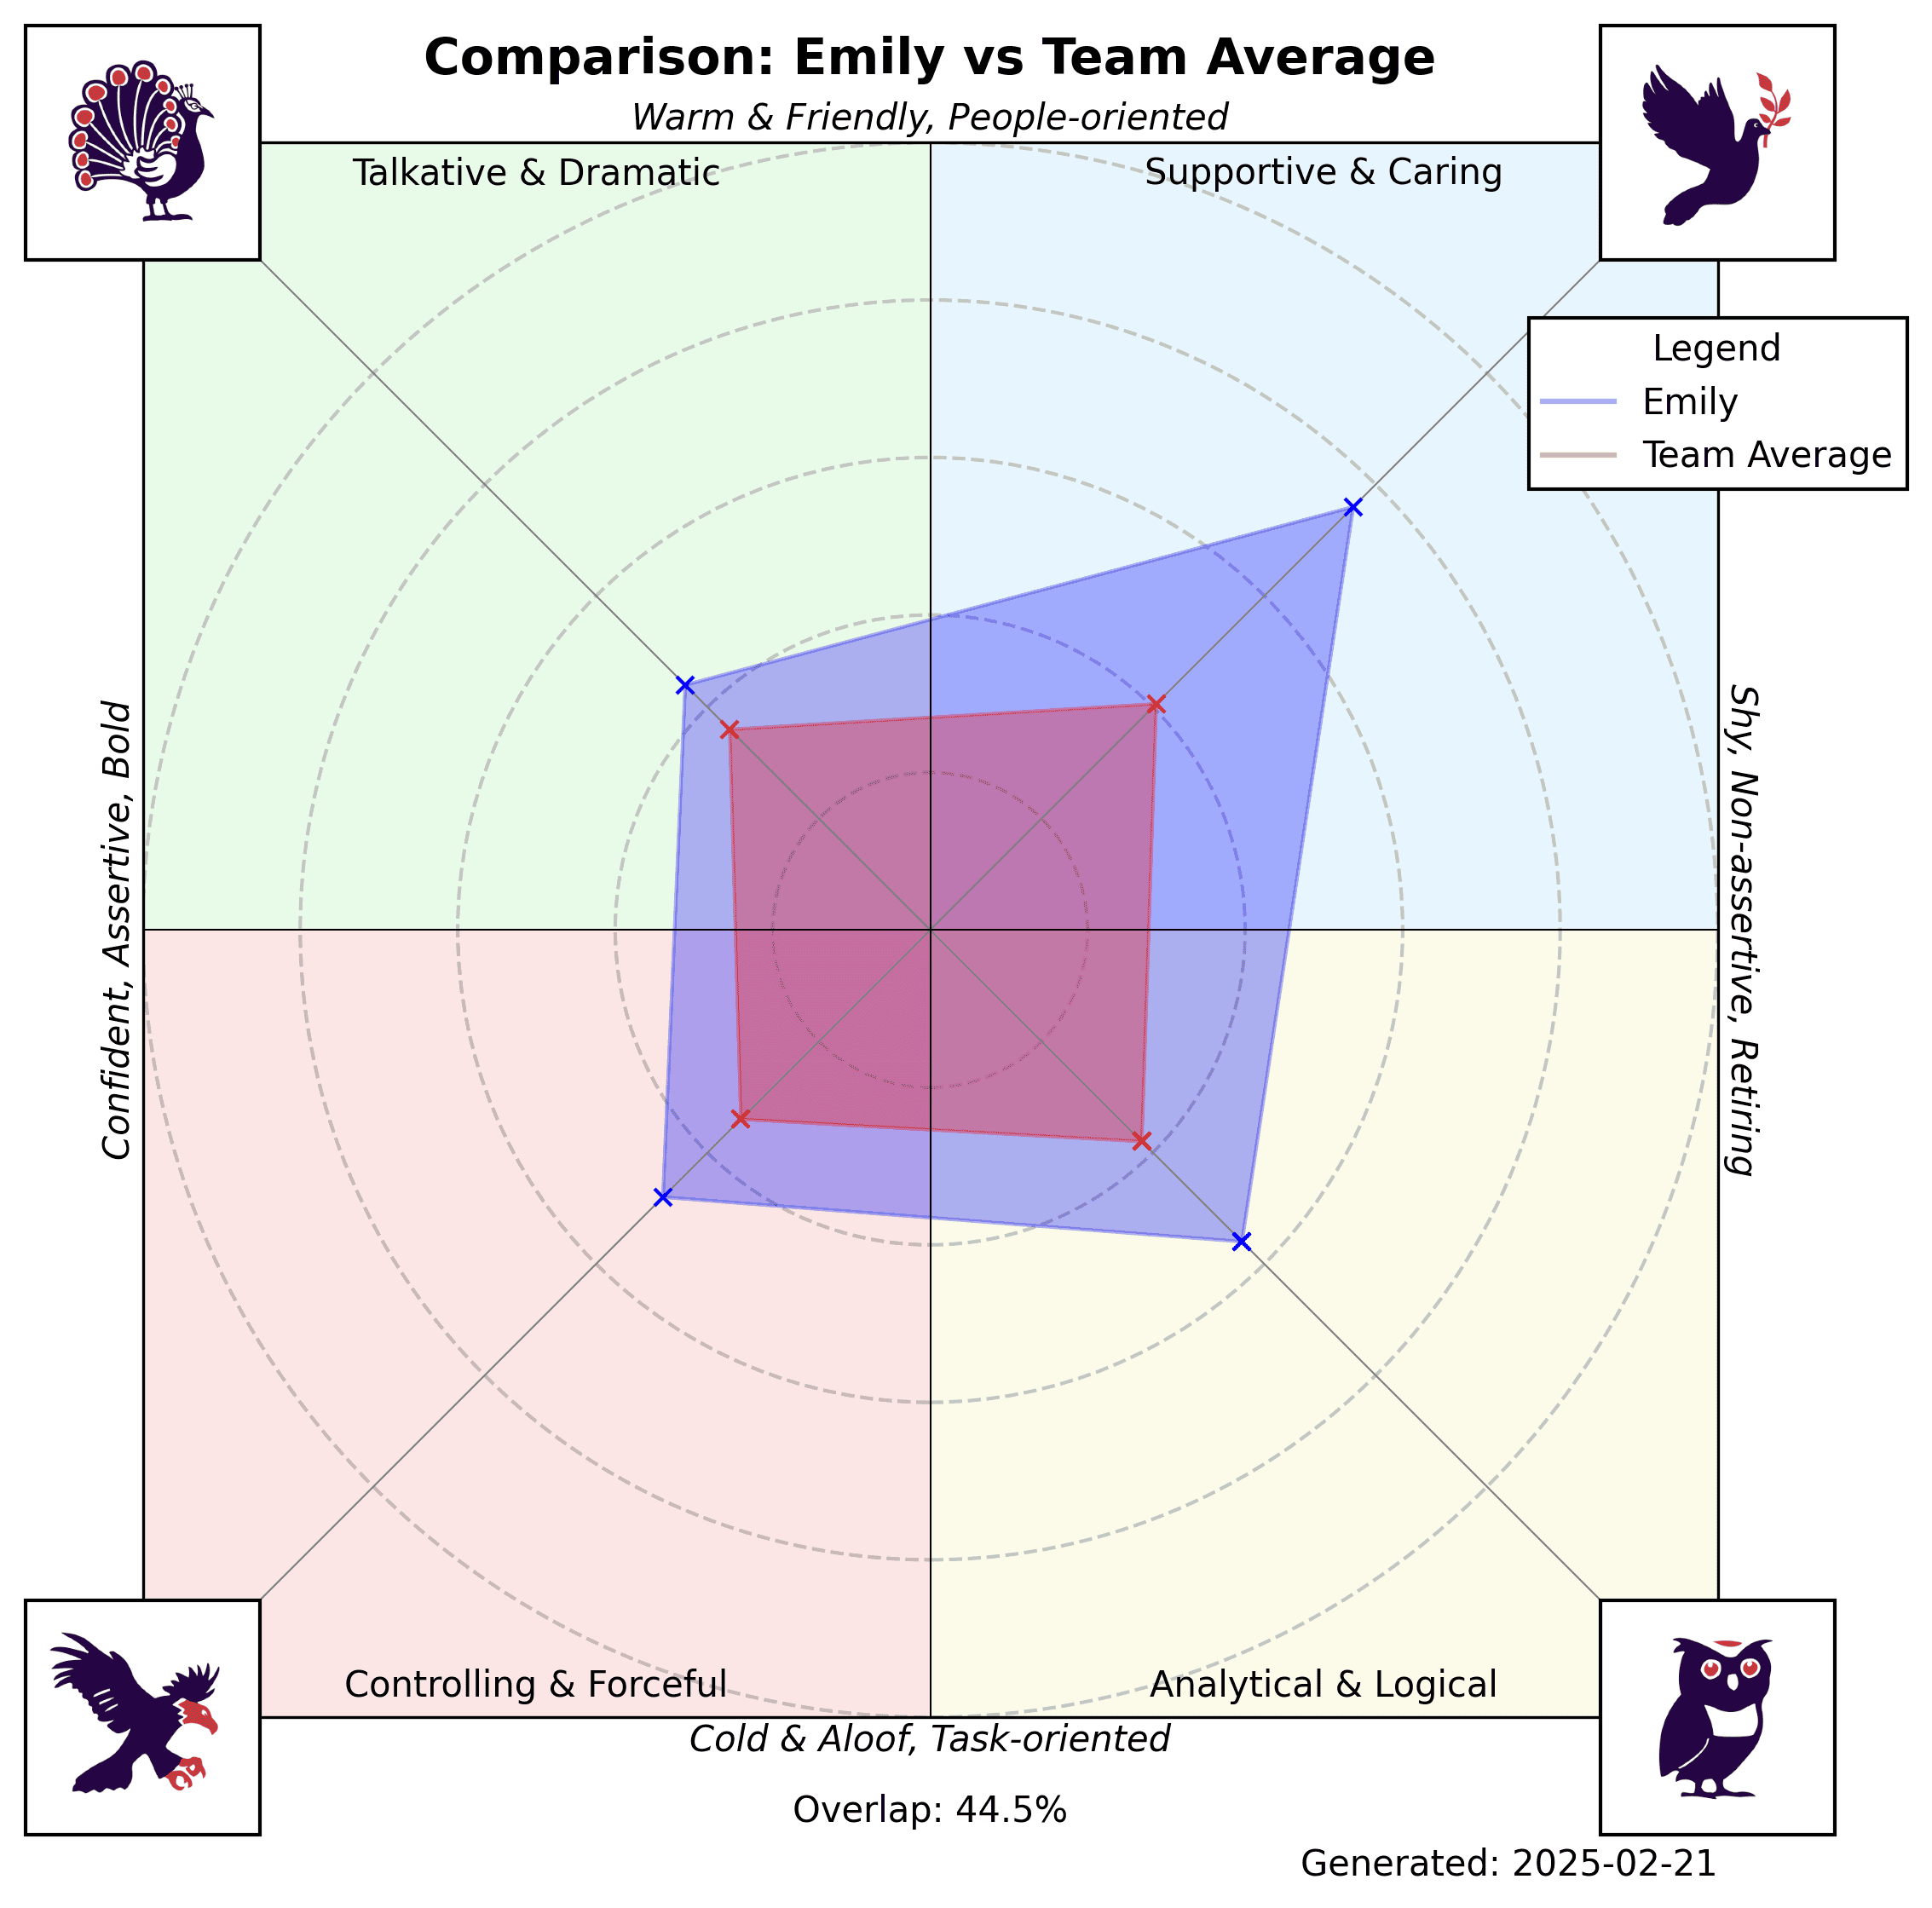 Comparison: Emily vs Team Average
Warm & Friendly, People-oriented
Talkative & Dramatic
Supportive & Caring
Legend
Emily
Team Average
Confident, Assertive, Bold
Shy, Non-assertive, Retiring
Controlling & Forceful
Analytical & Logical
Cold & Aloof, Task-oriented
Overlap: 44.5%
Generated: 2025-02-21